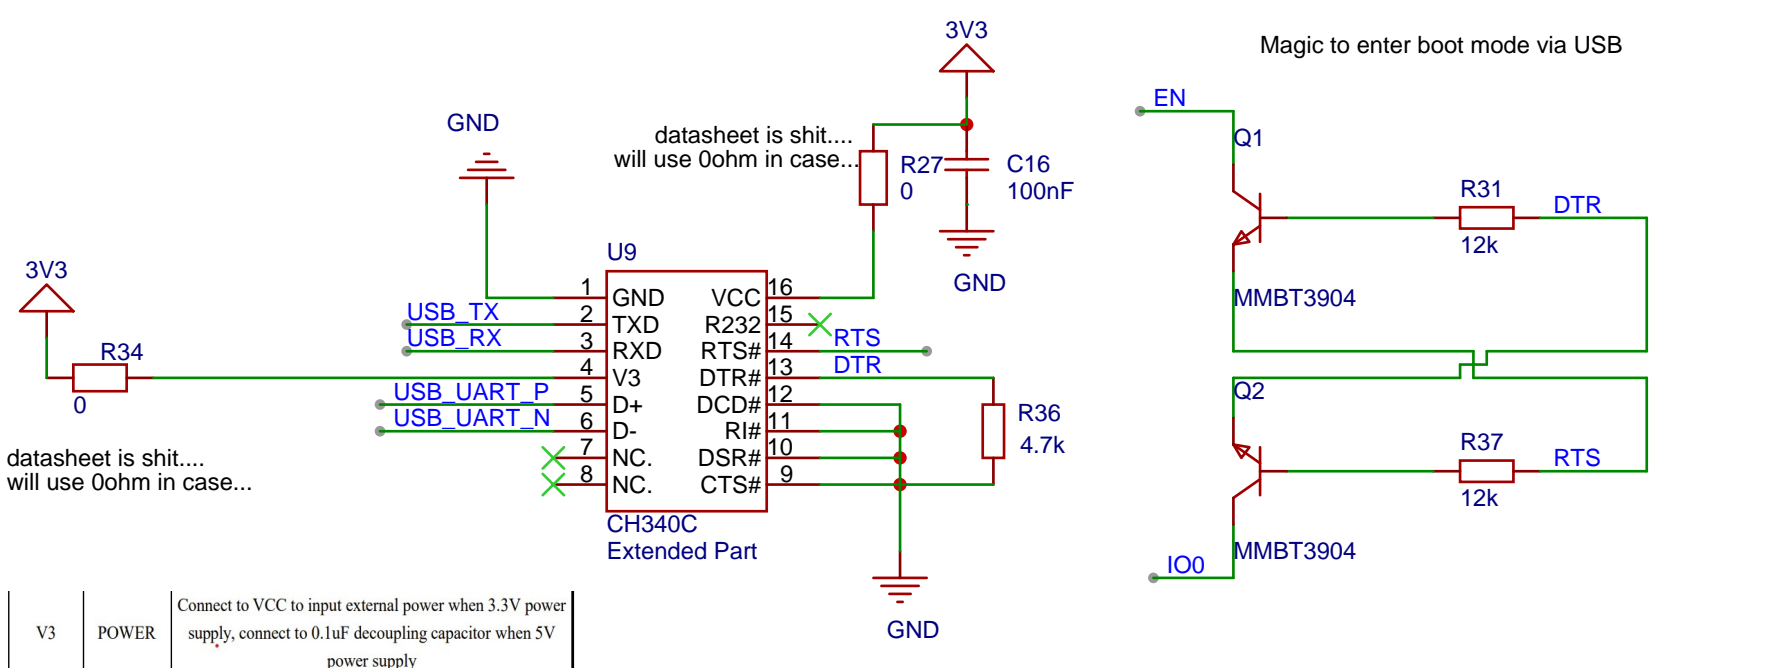 3V3
Magic to enter boot mode via USB
EN
GND
datasheet is shit....
will use 0ohm in case...
R27
0
C16
100nF
Q1
R31
DTR
12k
U9
GND
3V3
MMBT3904
1
GND
VCC
16
USB_TX
2
TXD
R232
15
USB_RX
3
RXD
RTS#
14
RTS
R34
0
4
V3
DTR#
13
DTR
USB_UART_P
5
D+
DCD#
12
USB_UART_N
6
D-
RI#
11
7
NC.
DSR#
10
8
NC.
CTS#
9
R36
4.7k
Q2
R37
RTS
12k
datasheet is shit....
will use 0ohm in case...
CH340C
Extended Part
MMBT3904
IO0
GND
V3
POWER
Connect to VCC to input external power when 3.3V power
supply, connect to 0.1uF decoupling capacitor when 5V
power supply